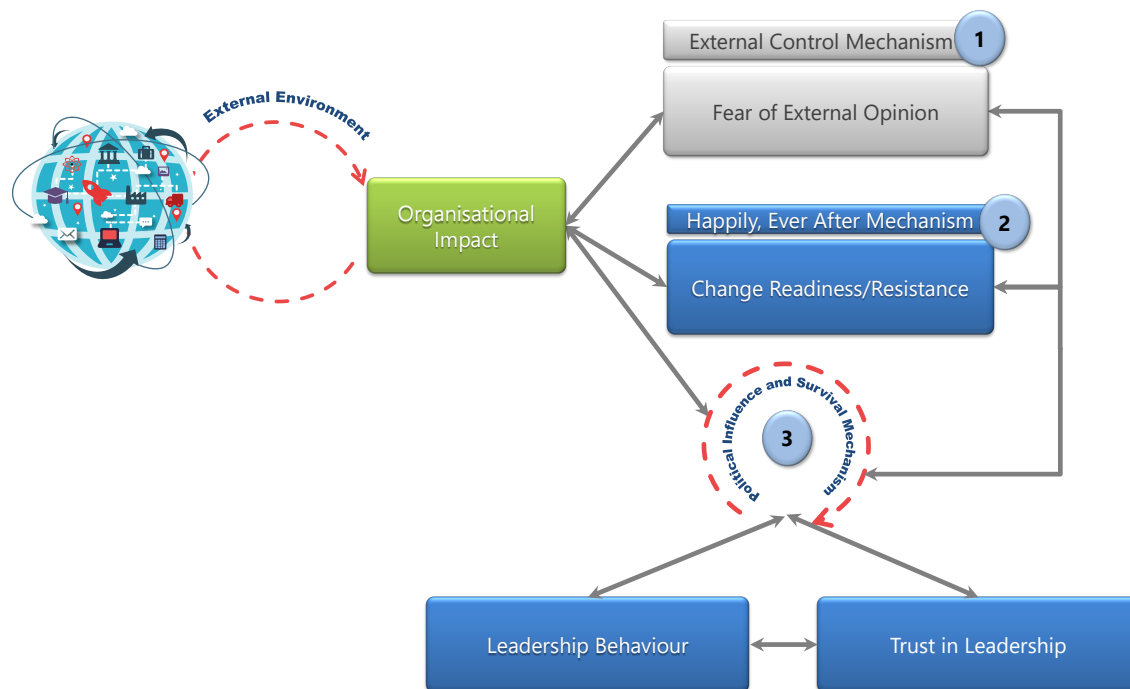 External Control Mechanism
1
Fear of External Opinion
External Environment
Organisational
Impact
Happily, Ever After Mechanism
2
Change Readiness/Resistance
Political Influence and Survival Mechanism
3
Leadership Behaviour
Trust in Leadership